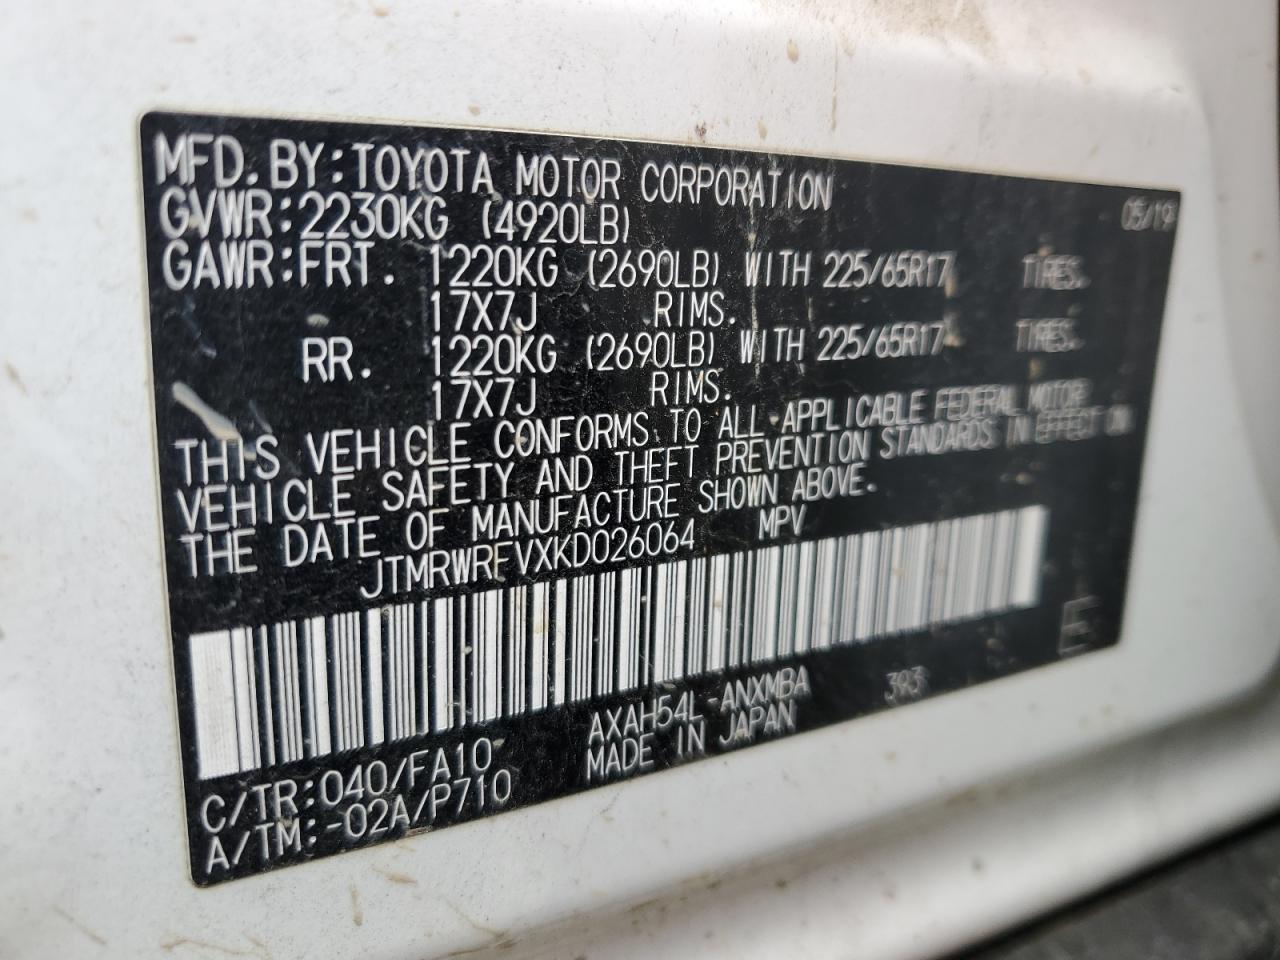 MFD. BY: TOYOTA MOTOR CORPORATION 05/19
GVWR: 2230KG (4920LB)
GAWR: FRT. 1220KG (2690LB) WITH 225/65R17 TIRES.
17X7J RIMS.
RR. 1220KG (2690LB) WITH 225/65R17 TIRES.
17X7J RIMS.
THIS VEHICLE CONFORMS TO ALL APPLICABLE FEDERAL MOTOR
VEHICLE SAFETY AND THEFT PREVENTION STANDARDS IN EFFECT ON
THE DATE OF MANUFACTURE SHOWN ABOVE.
JTMRWRFVXKD026064 MPV
C/TR: 040/FA10 AXAH54L-ANXMBA 393 E
A/TM: -02A/P710 MADE IN JAPAN